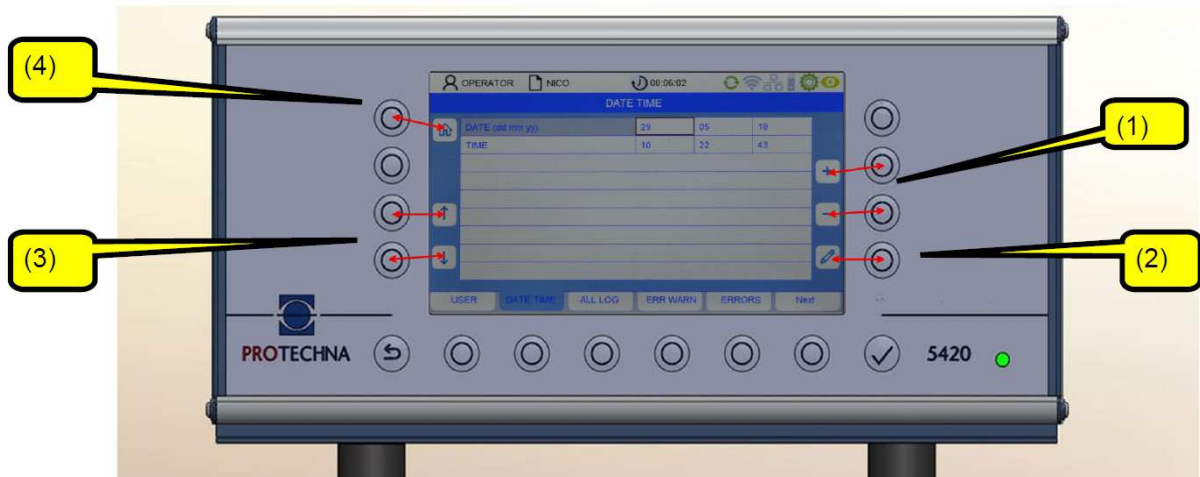 (4)
OPERATOR NICO 00:06:02
DATE TIME
DATE (dd mm yy) 29 05 18
TIME 10 22 43
(1)
+
-
(3)
(2)
USER DATE TIME ALL LOG ERR WARN ERRORS Next
PROTECHNA
5420